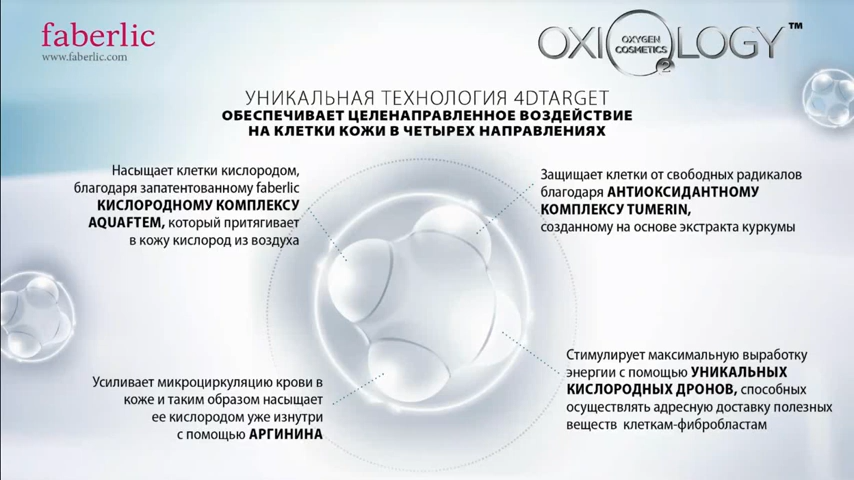 faberlic
www.faberlic.com
OXIOLOGY™
OXYGEN
COSMETICS
2
УНИКАЛЬНАЯ ТЕХНОЛОГИЯ 4DTARGET
ОБЕСПЕЧИВАЕТ ЦЕЛЕНАПРАВЛЕННОЕ ВОЗДЕЙСТВИЕ
НА КЛЕТКИ КОЖИ В ЧЕТЫРЕХ НАПРАВЛЕНИЯХ
Насыщает клетки кислородом,
благодаря запатентованному faberlic
КИСЛОРОДНОМУ КОМПЛЕКСУ
AQUAFTEM, который притягивает
в кожу кислород из воздуха
Защищает клетки от свободных радикалов
благодаря АНТИОКСИДАНТНОМУ
КОМПЛЕКСУ TUMERIN,
созданному на основе экстракта куркумы
Усиливает микроциркуляцию крови в
коже и таким образом насыщает
ее кислородом уже изнутри
с помощью АРГИНИНА
Стимулирует максимальную выработку
энергии с помощью УНИКАЛЬНЫХ
КИСЛОРОДНЫХ ДРОНОВ, способных
осуществлять адресную доставку полезных
веществ клеткам-фибробластам